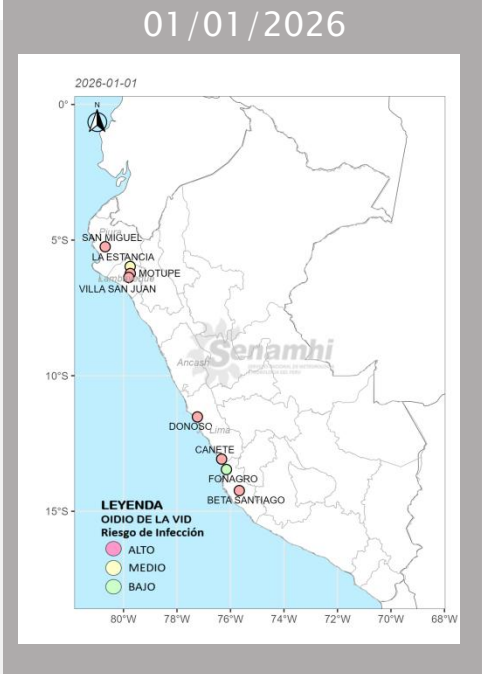 01/01/2026
2026-01-01
0°
N
Piura
SAN MIGUEL
5°S
LA ESTANCIA
MOTUPE
VILLA SAN JUAN
Senamhi
10°S
Ancash
DONOSO
Lima
CAÑETE
FONAGRO
BETA SANTIAGO
15°S
LEYENDA
OIDIO DE LA VID
Riesgo de Infección
ALTO
MEDIO
BAJO
80°W 78°W 76°W 74°W 72°W 70°W 68°W